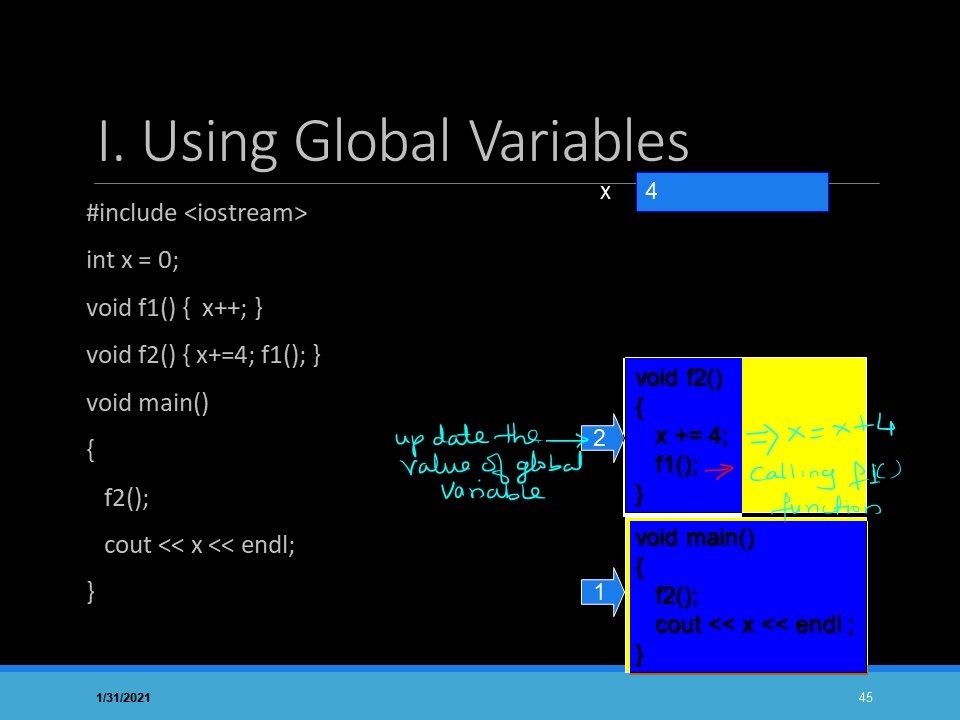 I. Using Global Variables
x 4
#include <iostream>
int x = 0;
void f1() {  x++; }
void f2() { x+=4; f1(); }
void main()
{
f2();
cout << x << endl;
}
void f2()
{
x += 4; => x = x+4
f1(); → calling f1()
function
}
2
update the →
value of global
variable
1
void main()
{
f2();
cout << x << endl ;
}
1/31/2021
45